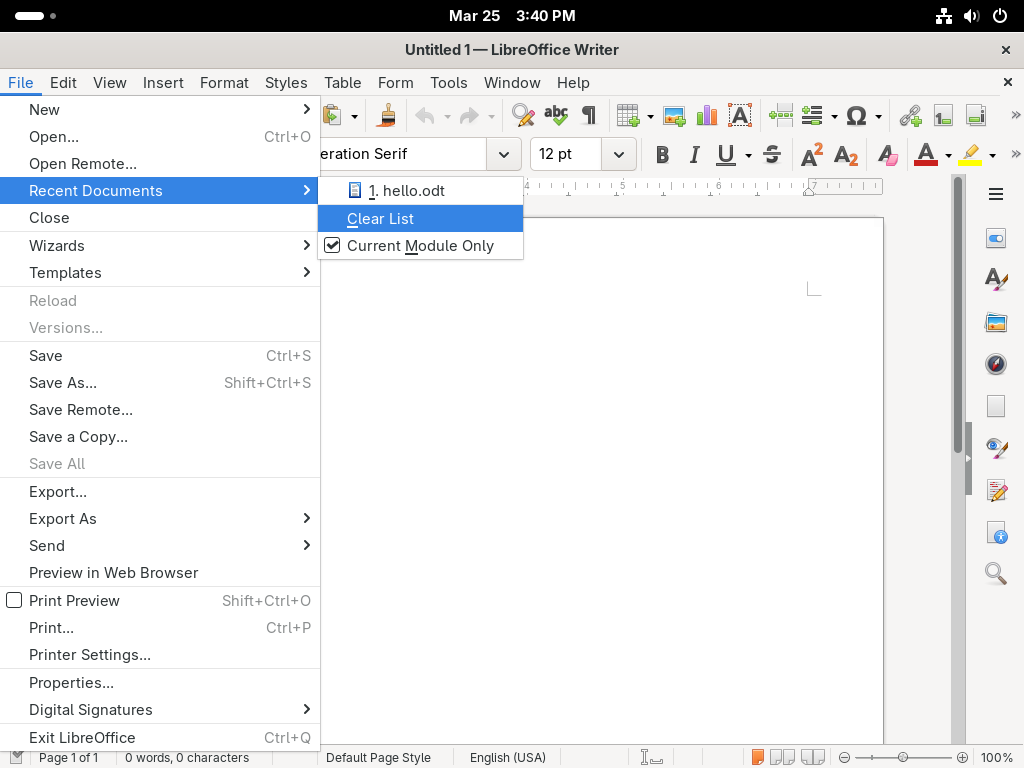 Mar 25 3:40 PM
Untitled 1 — LibreOffice Writer
File Edit View Insert Format Styles Table Form Tools Window Help
New
Open... Ctrl+O
Open Remote...
Recent Documents
Close
Wizards
Templates
Reload
Versions...
Save Ctrl+S
Save As... Shift+Ctrl+S
Save Remote...
Save a Copy...
Save All
Export...
Export As
Send
Preview in Web Browser
Print Preview Shift+Ctrl+O
Print... Ctrl+P
Printer Settings...
Properties...
Digital Signatures
Exit LibreOffice Ctrl+Q
1. hello.odt
Clear List
Current Module Only
eration Serif 12 pt
4 5 6 7
Page 1 of 1 0 words, 0 characters Default Page Style English (USA) 100%